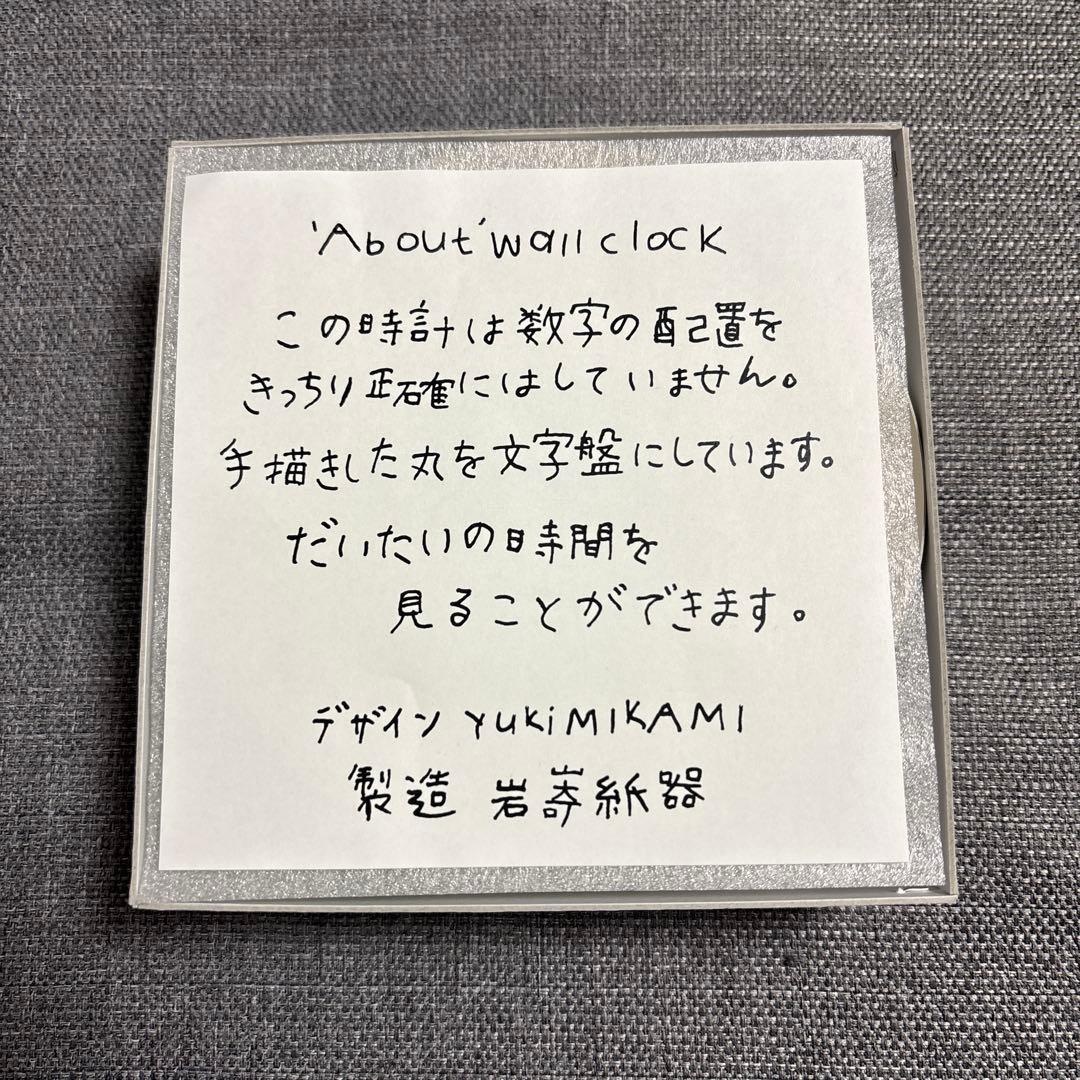 'About' wall clock
この時計は数字の配置を
きっちり正確にはしていません。
手描きした丸を文字盤にしています。
だいたいの時間を
見ることができます。
デザイン YUKi MIKAMI
製造 岩嵜紙器